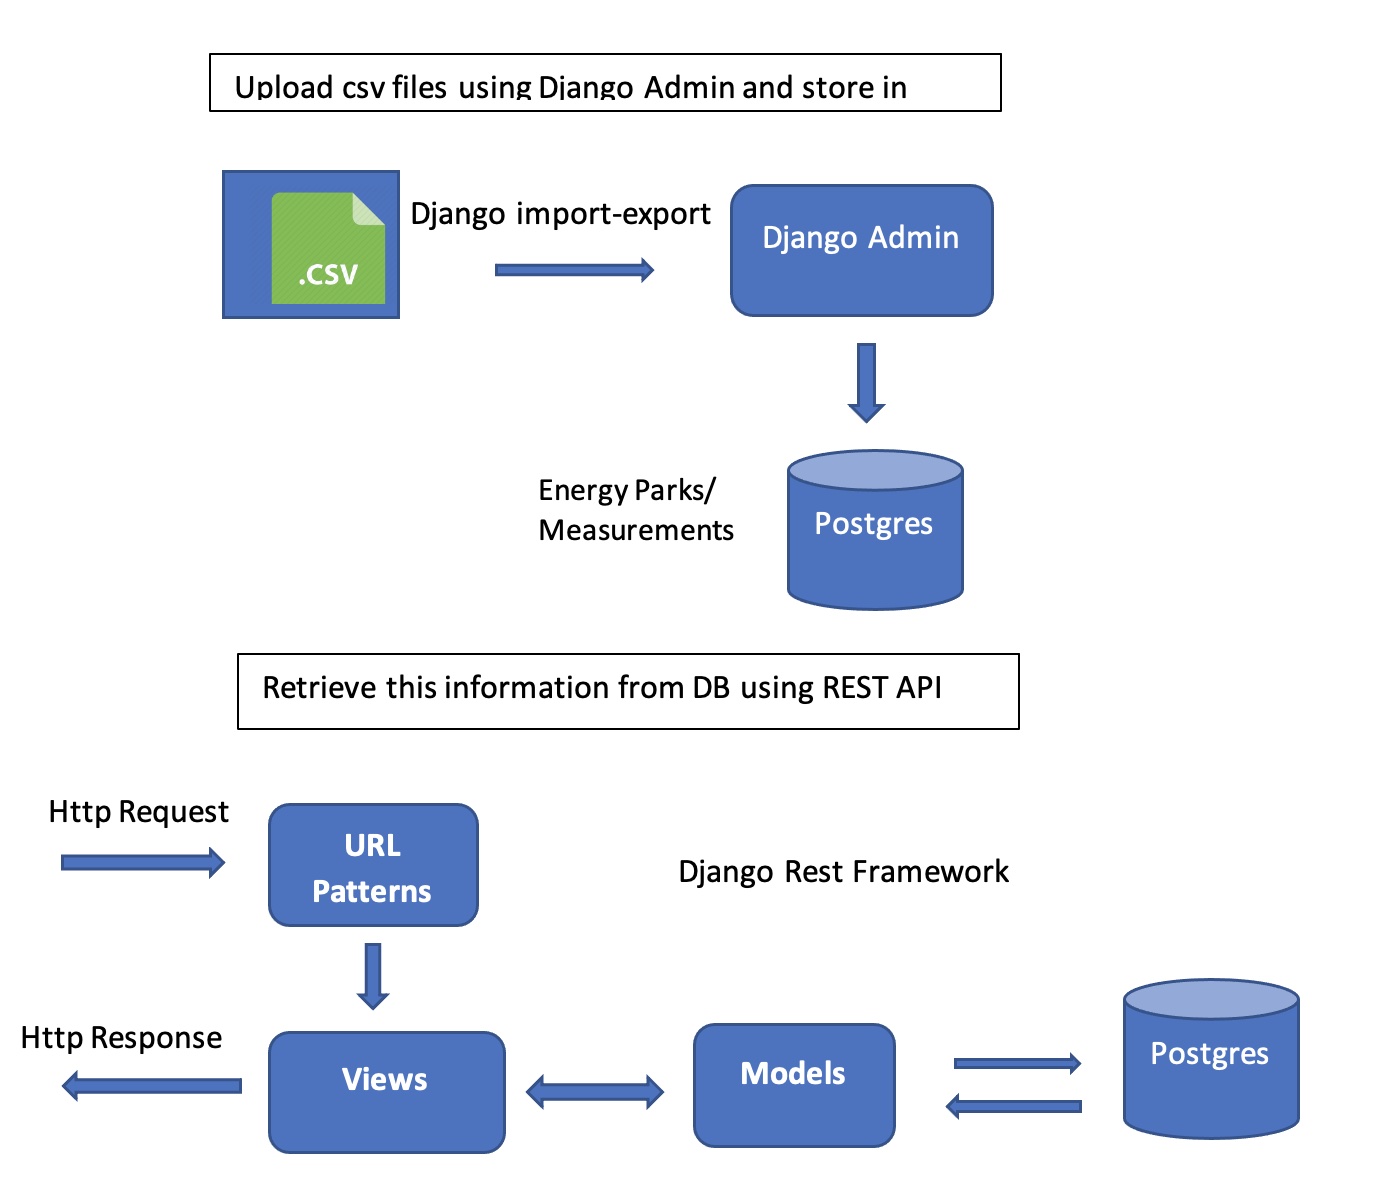 Upload csv files using Django Admin and store in
.CSV
Django import-export
Django Admin
Energy Parks/
Measurements
Postgres
Retrieve this information from DB using REST API
Http Request
URL
Patterns
Django Rest Framework
Http Response
Views
Models
Postgres